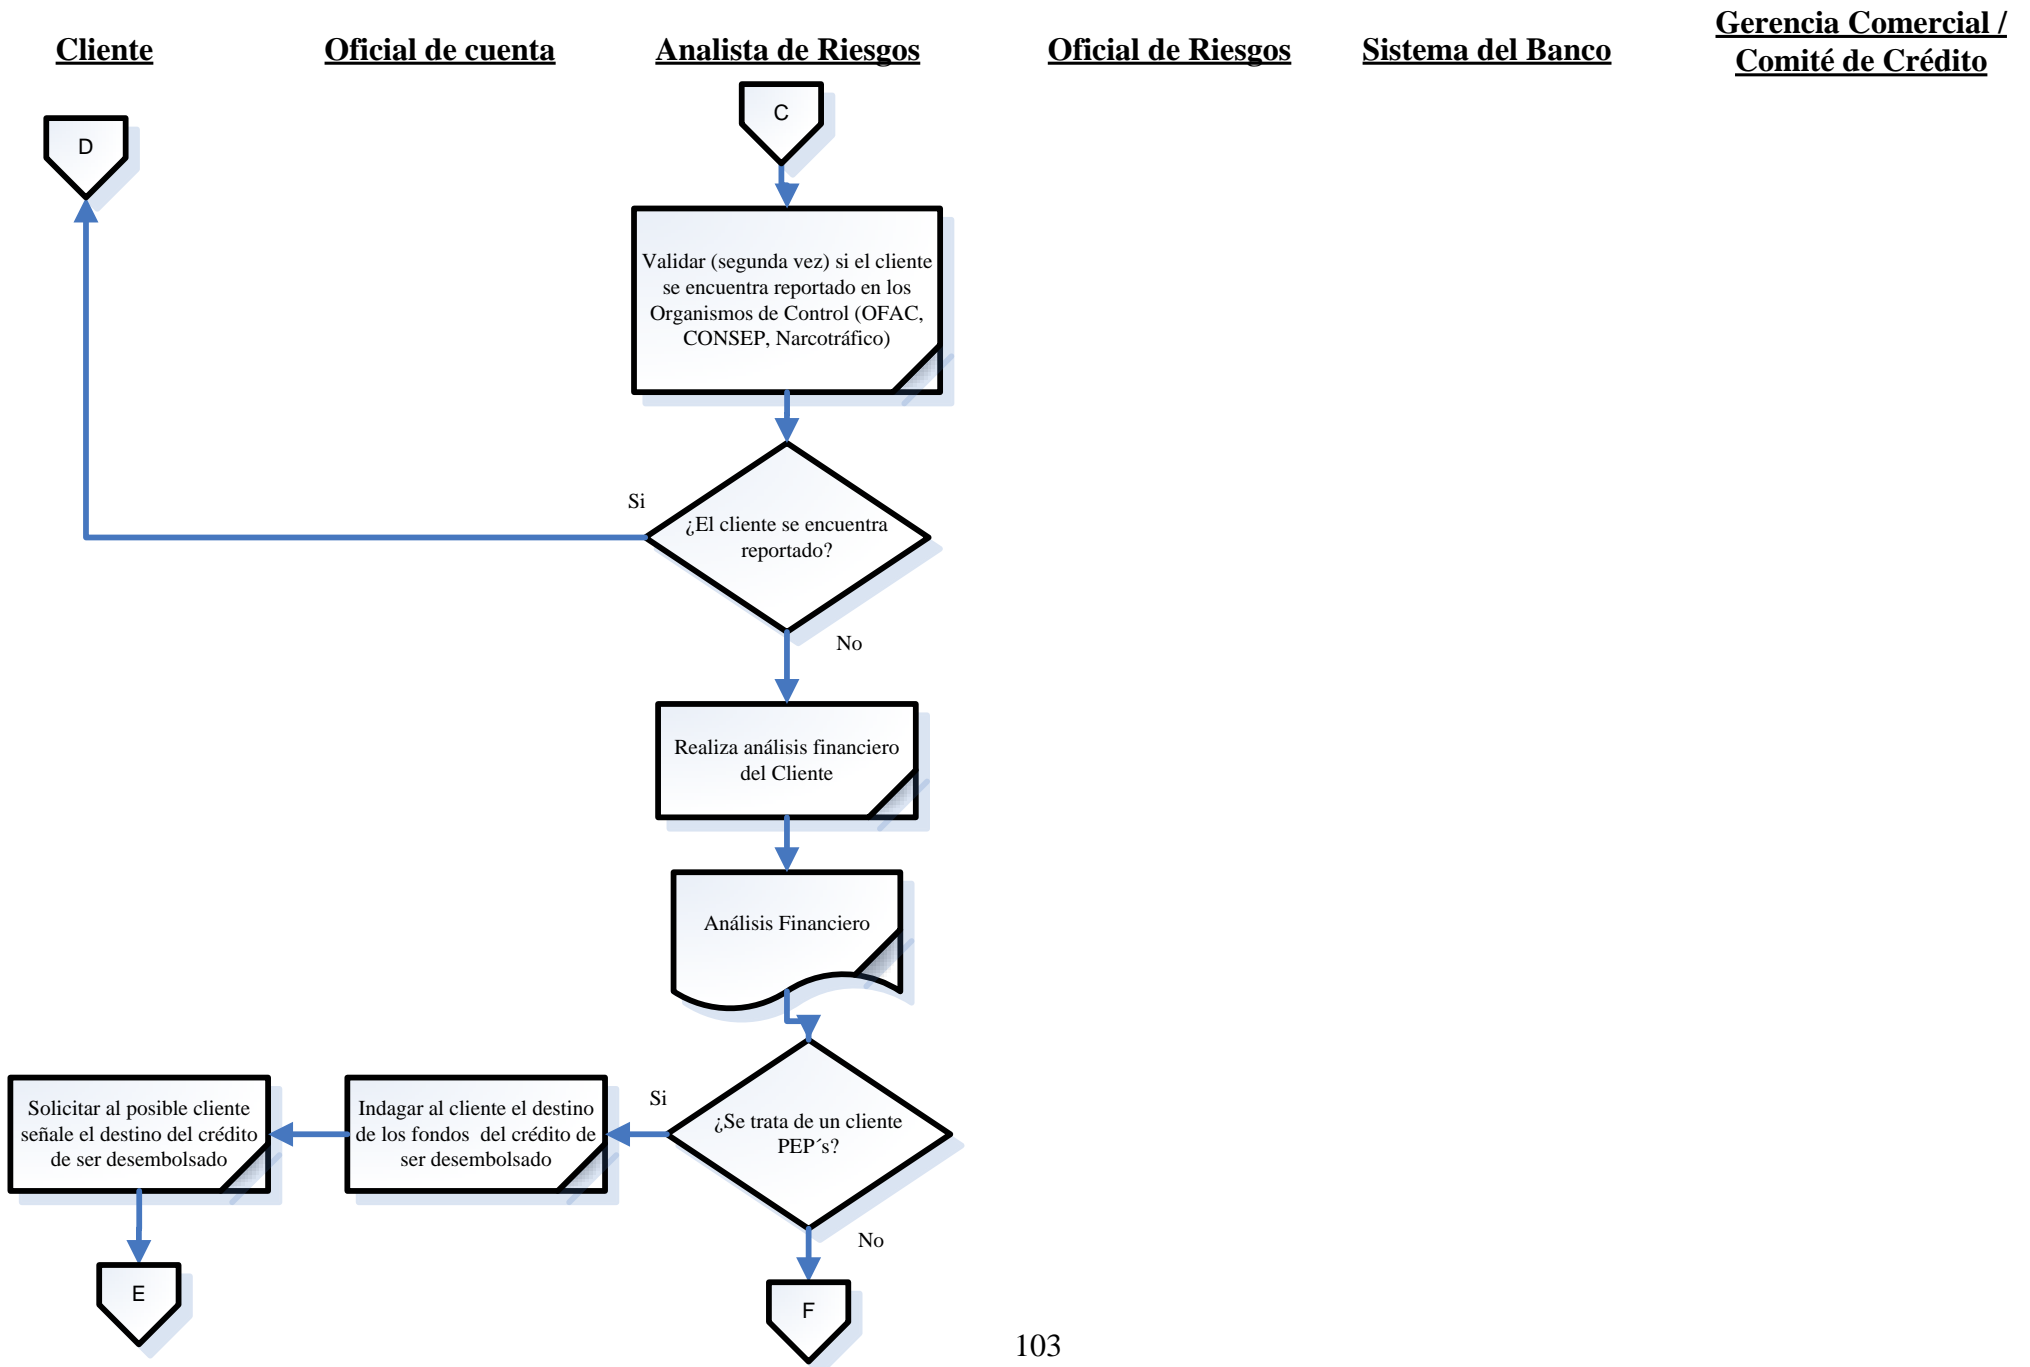 Cliente
Oficial de cuenta
Analista de Riesgos
Oficial de Riesgos
Sistema del Banco
Gerencia Comercial /
Comité de Crédito
C
D
Validar (segunda vez) si el cliente
se encuentra reportado en los
Organismos de Control (OFAC,
CONSEP, Narcotráfico)
Si
¿El cliente se encuentra
reportado?
No
Realiza análisis financiero
del Cliente
Análisis Financiero
Solicitar al posible cliente
señale el destino del crédito
de ser desembolsado
Indagar al cliente el destino
de los fondos  del crédito de
ser desembolsado
Si
¿Se trata de un cliente
PEP´s?
No
E
F
103